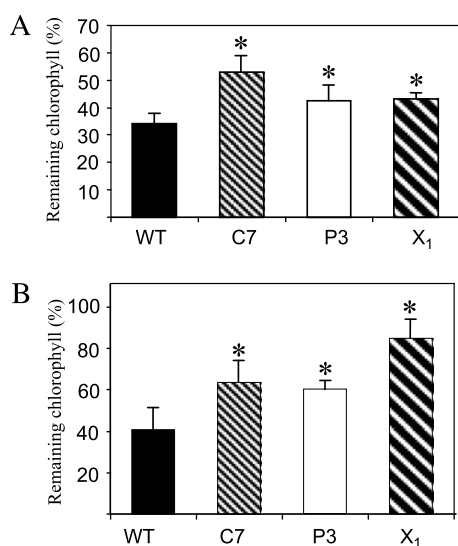 A
Remaining chlorophyll (%)
70
60
50
40
30
20
10
* * *
WT C7 P3 X₁
B
Remaining chlorophyll (%)
100
80
60
40
20
* * *
WT C7 P3 X₁